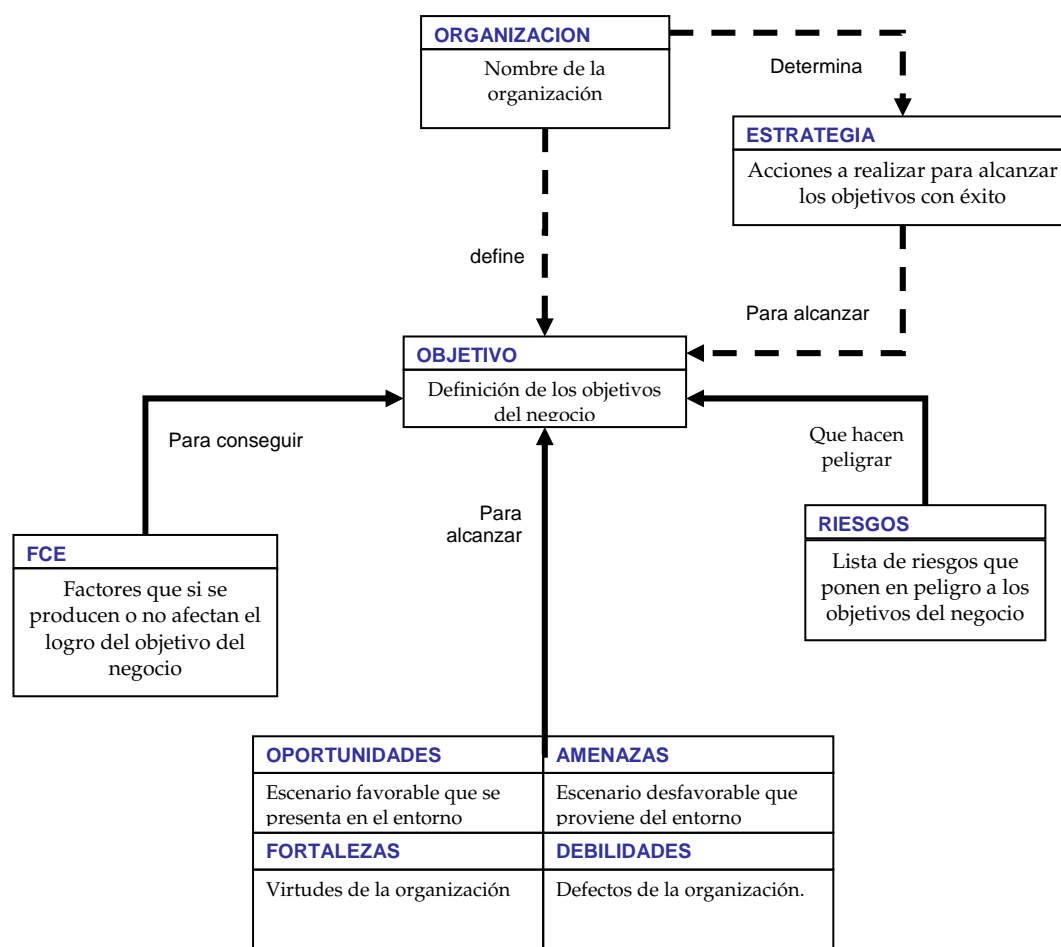 ORGANIZACION
Nombre de la
organización
Determina
ESTRATEGIA
Acciones a realizar para alcanzar
los objetivos con éxito
define
Para alcanzar
OBJETIVO
Definición de los objetivos
del negocio
Para conseguir
Que hacen
peligrar
Para
alcanzar
FCE
Factores que si se
producen o no afectan el
logro del objetivo del
negocio
RIESGOS
Lista de riesgos que
ponen en peligro a los
objetivos del negocio
OPORTUNIDADES
Escenario favorable que se
presenta en el entorno
AMENAZAS
Escenario desfavorable que
proviene del entorno
FORTALEZAS
Virtudes de la organización
DEBILIDADES
Defectos de la organización.